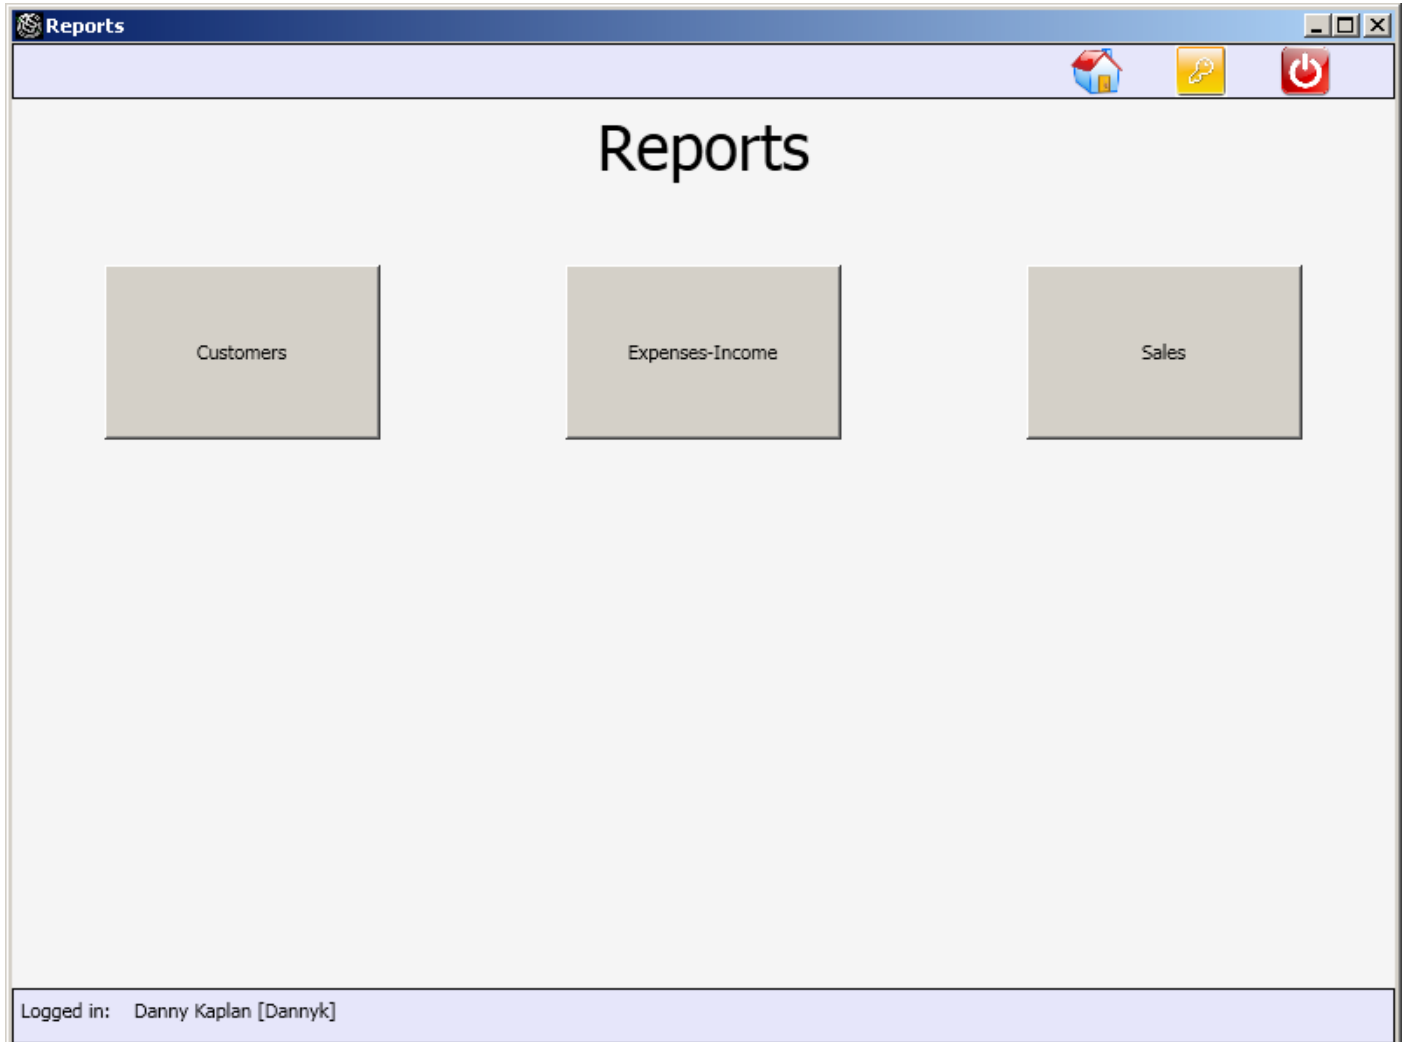 Reports
Reports
Customers
Expenses-Income
Sales
Logged in: Danny Kaplan [Dannyk]